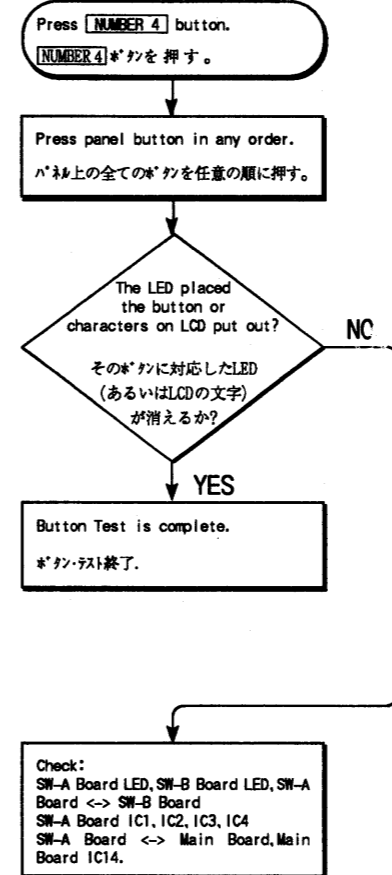 Press NUMBER 4 button.
NUMBER 4 ﾎﾞﾀﾝを 押 す 。
Press panel button in any order.
ﾊﾟﾈﾙ上の全てのﾎﾞﾀﾝを任意の順に押す。
The LED placed
the button or
characters on LCD put out?
そのﾎﾞﾀﾝに対応したLED
(あるいはLCDの文字)
が消えるか?
NO
YES
Button Test is complete.
ﾎﾞﾀﾝ･ﾃｽﾄ終了.
Check:
SW-A Board LED, SW-B Board LED, SW-A
Board <-> SW-B Board
SW-A Board IC1, IC2, IC3, IC4
SW-A Board <-> Main Board, Main
Board IC14.